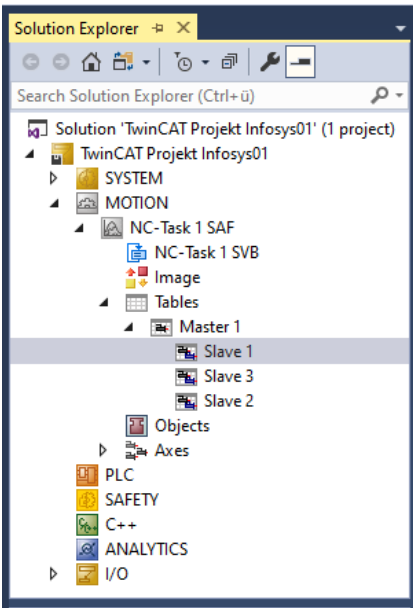 Solution Explorer
Search Solution Explorer (Ctrl+ü)
Solution 'TwinCAT Projekt Infosys01' (1 project)
TwinCAT Projekt Infosys01
SYSTEM
MOTION
NC-Task 1 SAF
NC-Task 1 SVB
Image
Tables
Master 1
Slave 1
Slave 3
Slave 2
Objects
Axes
PLC
SAFETY
C++
ANALYTICS
I/O